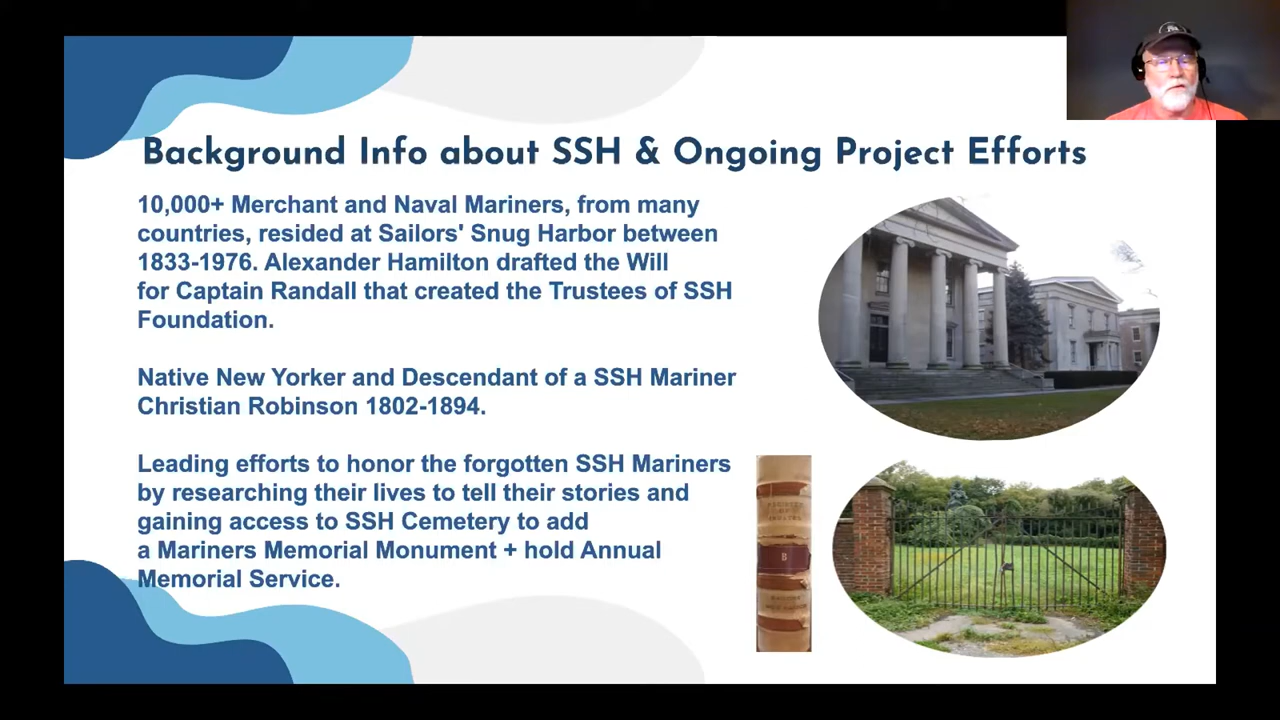 Background Info about SSH & Ongoing Project Efforts
10,000+ Merchant and Naval Mariners, from many
countries, resided at Sailors' Snug Harbor between
1833-1976. Alexander Hamilton drafted the Will
for Captain Randall that created the Trustees of SSH
Foundation.
Native New Yorker and Descendant of a SSH Mariner
Christian Robinson 1802-1894.
Leading efforts to honor the forgotten SSH Mariners
by researching their lives to tell their stories and
gaining access to SSH Cemetery to add
a Mariners Memorial Monument + hold Annual
Memorial Service.
B